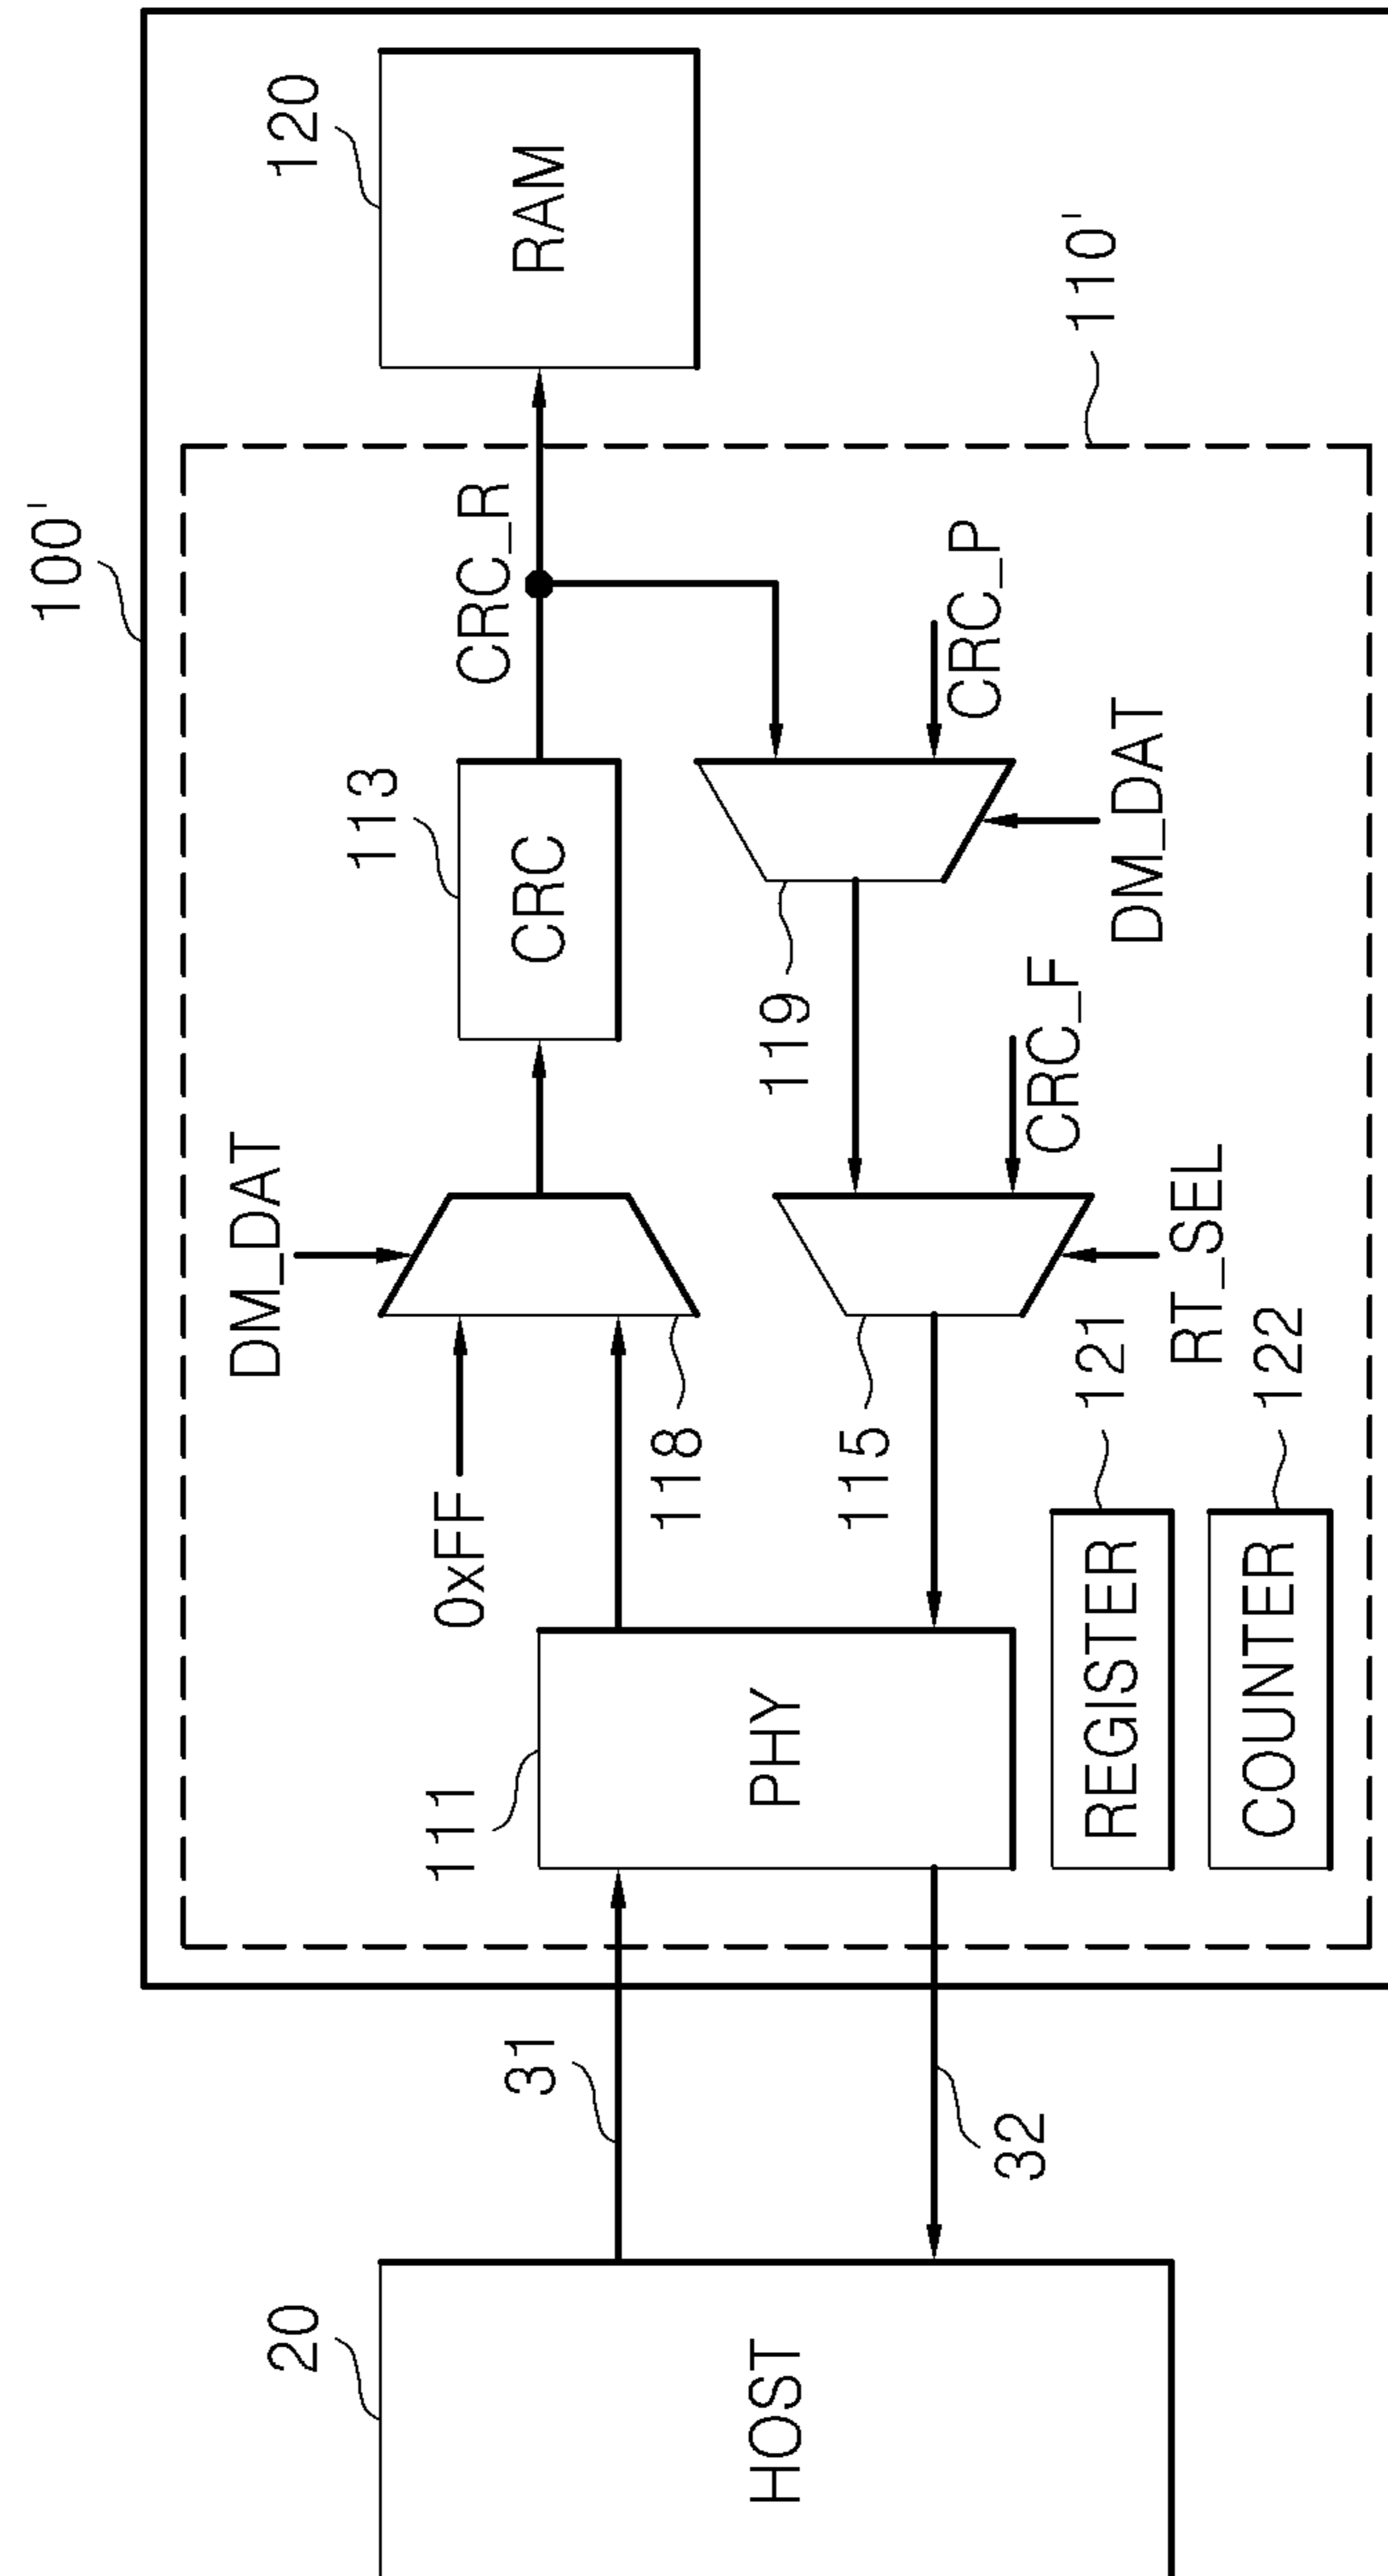 100'
20
HOST
31
32
111
PHY
0xFF
DM_DAT
118
113
CRC
CRC_R
120
RAM
115
119
CRC_P
CRC_F
DM_DAT
RT_SEL
REGISTER
121
COUNTER
122
110'